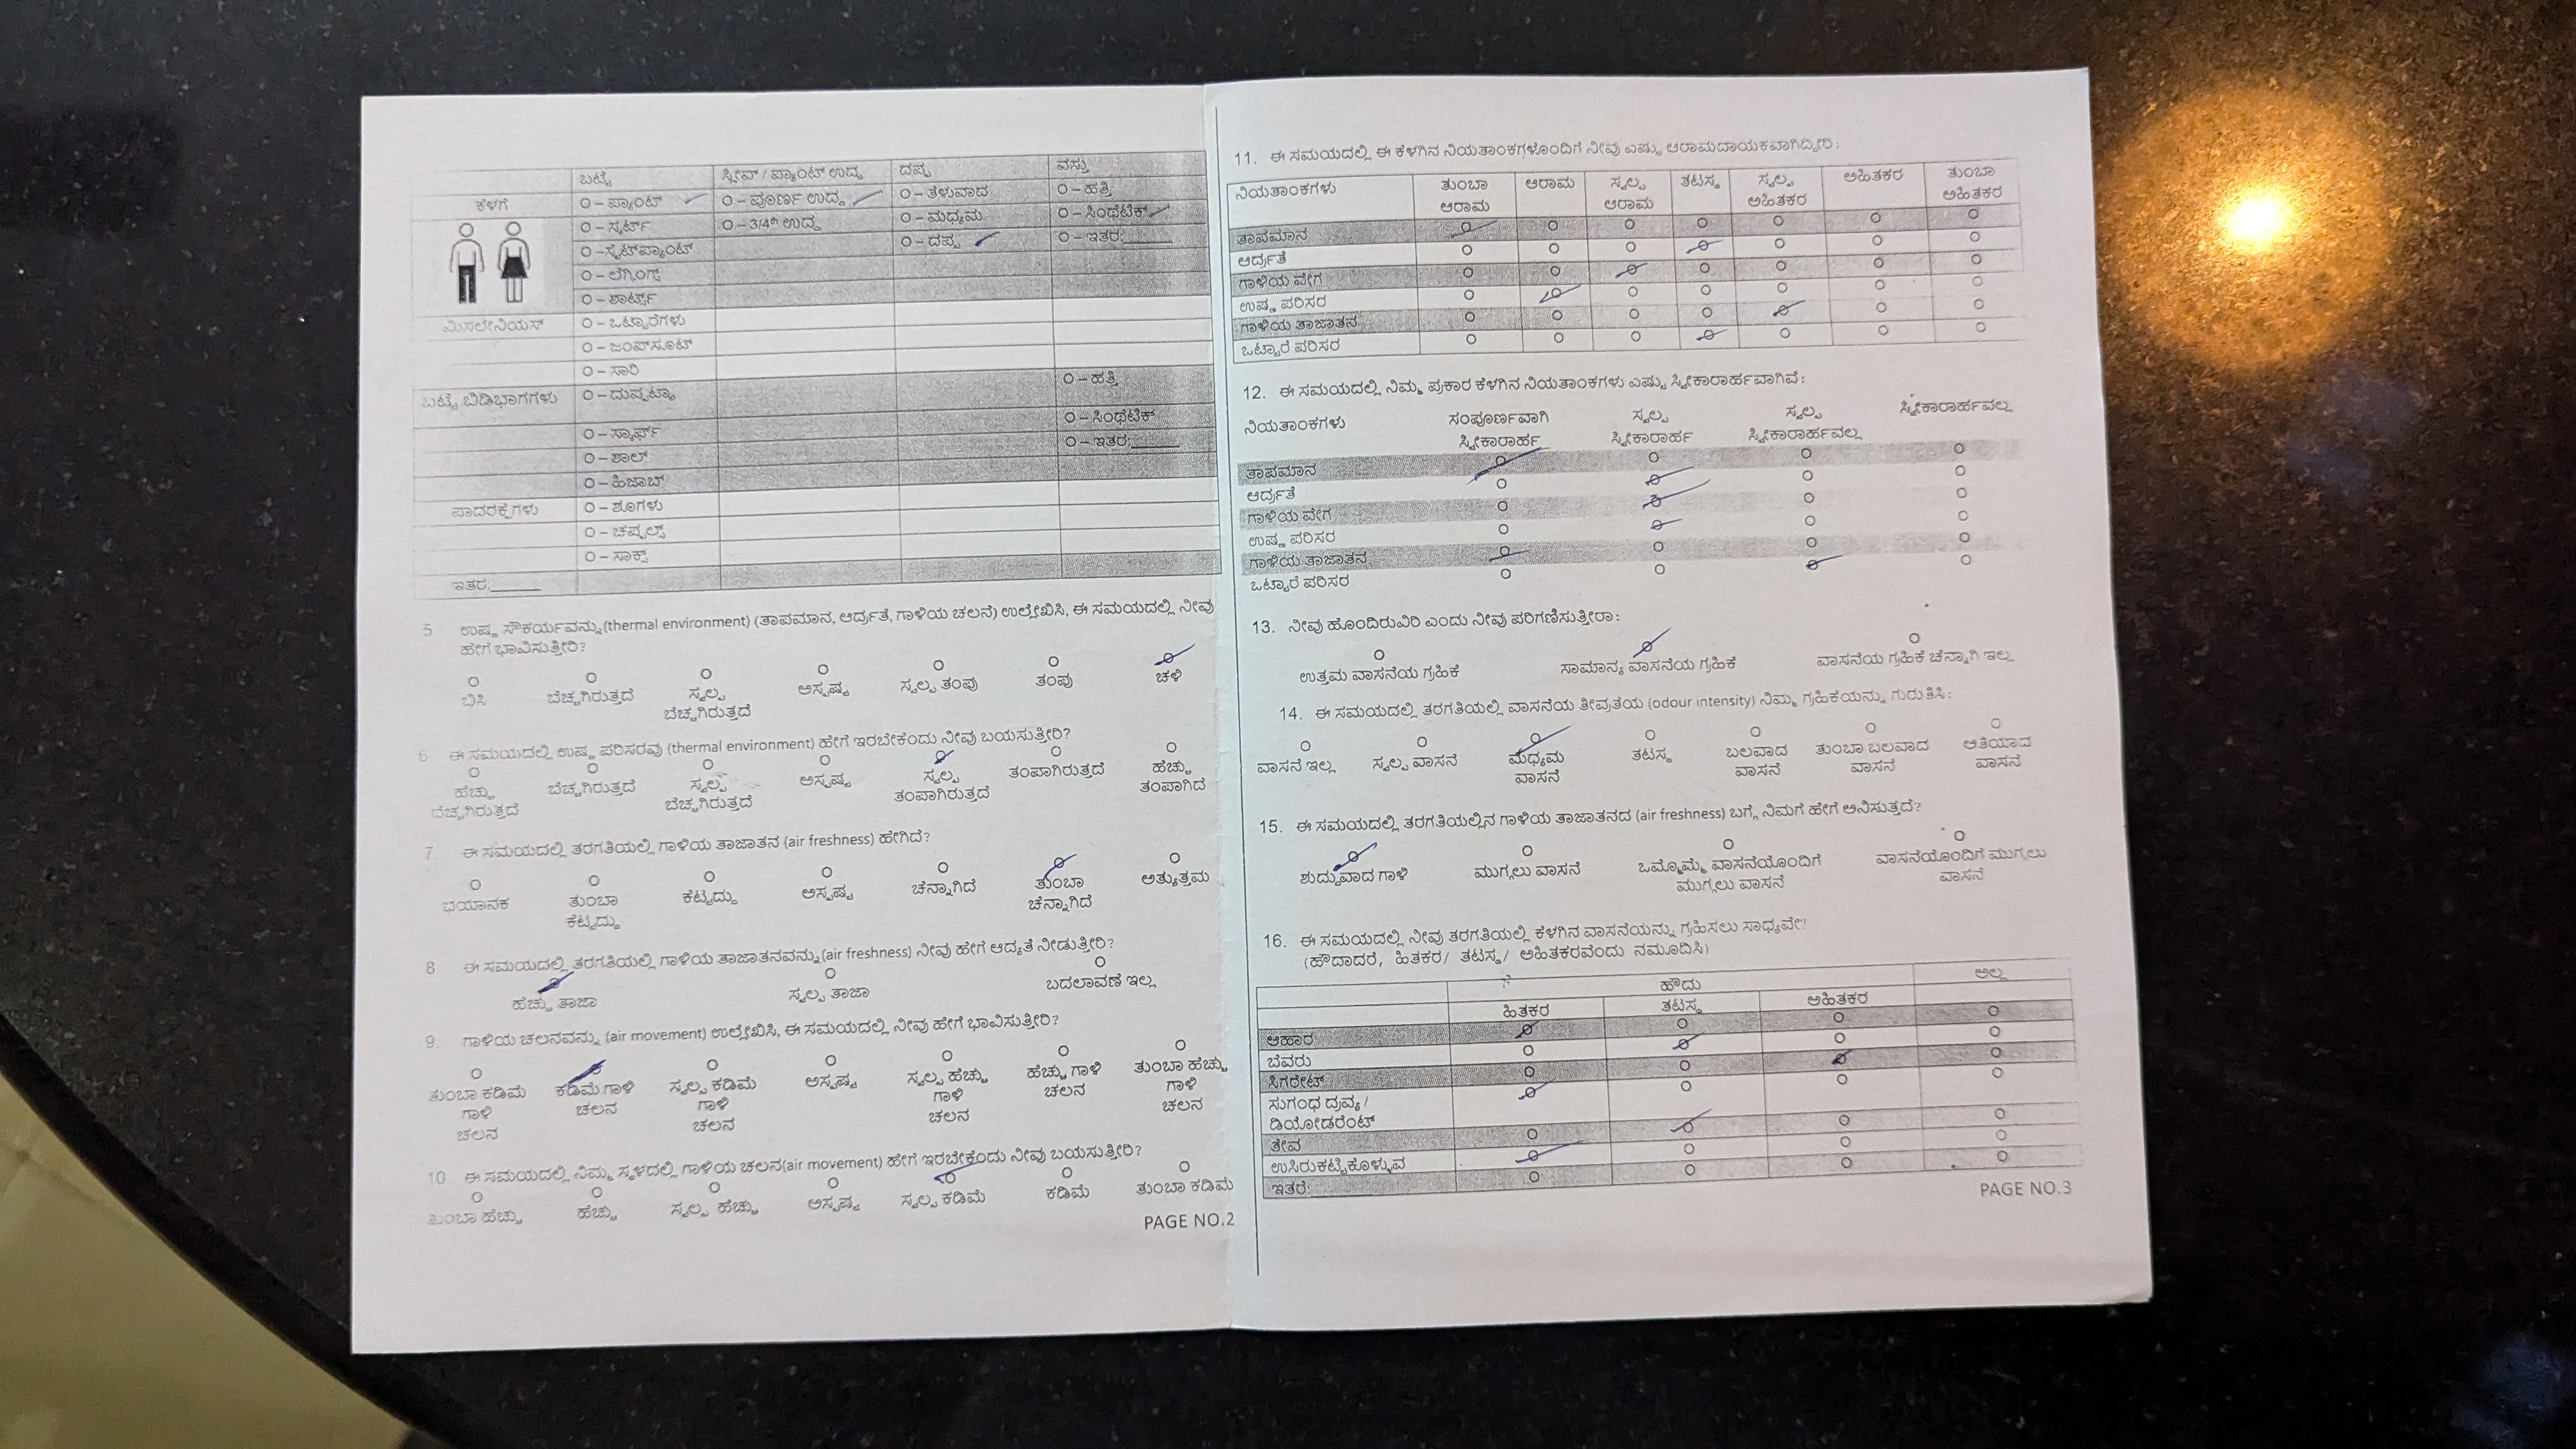 ಬಟ್ಟೆ ಸ್ಲೀವ್ / ಪ್ಯಾಂಟ್ ಉದ್ದ ದಪ್ಪ ವಸ್ತು
ಕೆಳಗೆ O – ಪ್ಯಾಂಟ್ O – ಪೂರ್ಣ ಉದ್ದ O – ತೆಳುವಾದ O – ಹತ್ತಿ
O – ಸ್ಕರ್ಟ್ O – 3/4th ಉದ್ದ O – ಮಧ್ಯಮ O – ಸಿಂಥೆಟಿಕ್
O –ಸ್ವೆಟ್‌ಪ್ಯಾಂಟ್ O – ದಪ್ಪ O – ಇತರ:______
O – ಲೆಗ್ಗಿಂಗ್ಸ್
O – ಶಾರ್ಟ್ಸ್
ಮಿಸಲೇನಿಯಸ್ O – ಒಟ್ಟಾರೆಗಳು
O – ಜಂಪ್‌ಸೂಟ್
O – ಸಾರಿ
ಬಟ್ಟೆ ಬಿಡಿಭಾಗಗಳು O – ದುಪ್ಪಟ್ಟಾ O – ಹತ್ತಿ
O – ಸ್ಕಾರ್ಫ್ O – ಸಿಂಥೆಟಿಕ್
O – ಶಾಲ್ O – ಇತರ:______
O – ಹಿಜಾಬ್
ಪಾದರಕ್ಷೆಗಳು O – ಶೂಗಳು
O – ಚಪ್ಪಲ್ಸ್
O – ಸಾಕ್ಸ್
ಇತರ:______
5 ಉಷ್ಣ ಸೌಕರ್ಯವನ್ನು(thermal environment) (ತಾಪಮಾನ, ಆರ್ದ್ರತೆ, ಗಾಳಿಯ ಚಲನೆ) ಉಲ್ಲೇಖಿಸಿ, ಈ ಸಮಯದಲ್ಲಿ ನೀವು
ಹೇಗೆ ಭಾವಿಸುತ್ತೀರಿ?
ಬಿಸಿ ಬೆಚ್ಚಗಿರುತ್ತದೆ ಸ್ವಲ್ಪ ಅಸ್ಪಷ್ಟ ಸ್ವಲ್ಪ ತಂಪು ತಂಪು ಚಳಿ
ಬೆಚ್ಚಗಿರುತ್ತದೆ
6 ಈ ಸಮಯದಲ್ಲಿ ಉಷ್ಣ ಪರಿಸರವು (thermal environment) ಹೇಗೆ ಇರಬೇಕೆಂದು ನೀವು ಬಯಸುತ್ತೀರಿ?
ಹೆಚ್ಚು ಬೆಚ್ಚಗಿರುತ್ತದೆ ಸ್ವಲ್ಪ ಅಸ್ಪಷ್ಟ ಸ್ವಲ್ಪ ತಂಪಾಗಿರುತ್ತದೆ ಹೆಚ್ಚು
ಬೆಚ್ಚಗಿರುತ್ತದೆ ಬೆಚ್ಚಗಿರುತ್ತದೆ ತಂಪಾಗಿರುತ್ತದೆ ತಂಪಾಗಿದೆ
7. ಈ ಸಮಯದಲ್ಲಿ ತರಗತಿಯಲ್ಲಿ ಗಾಳಿಯ ತಾಜಾತನ (air freshness) ಹೇಗಿದೆ?
ಭಯಾನಕ ತುಂಬಾ ಕೆಟ್ಟದ್ದು ಅಸ್ಪಷ್ಟ ಚೆನ್ನಾಗಿದೆ ತುಂಬಾ ಅತ್ಯುತ್ತಮ
ಕೆಟ್ಟದ್ದು ಚೆನ್ನಾಗಿದೆ
8. ಈ ಸಮಯದಲ್ಲಿ ತರಗತಿಯಲ್ಲಿ ಗಾಳಿಯ ತಾಜಾತನವನ್ನು(air freshness) ನೀವು ಹೇಗೆ ಆದ್ಯತೆ ನೀಡುತ್ತೀರಿ?
ಹೆಚ್ಚು ತಾಜಾ ಸ್ವಲ್ಪ ತಾಜಾ ಬದಲಾವಣೆ ಇಲ್ಲ
9. ಗಾಳಿಯ ಚಲನವನ್ನು (air movement) ಉಲ್ಲೇಖಿಸಿ, ಈ ಸಮಯದಲ್ಲಿ ನೀವು ಹೇಗೆ ಭಾವಿಸುತ್ತೀರಿ?
ತುಂಬಾ ಕಡಿಮೆ ಕಡಿಮೆ ಗಾಳಿ ಸ್ವಲ್ಪ ಕಡಿಮೆ ಅಸ್ಪಷ್ಟ ಸ್ವಲ್ಪ ಹೆಚ್ಚು ಹೆಚ್ಚು ಗಾಳಿ ತುಂಬಾ ಹೆಚ್ಚು
ಗಾಳಿ ಚಲನ ಗಾಳಿ ಗಾಳಿ ಚಲನ ಗಾಳಿ
ಚಲನ ಚಲನ ಚಲನ ಚಲನ
10 ಈ ಸಮಯದಲ್ಲಿ ನಿಮ್ಮ ಸ್ಥಳದಲ್ಲಿ ಗಾಳಿಯ ಚಲನ(air movement) ಹೇಗೆ ಇರಬೇಕೆಂದು ನೀವು ಬಯಸುತ್ತೀರಿ?
ತುಂಬಾ ಹೆಚ್ಚು ಹೆಚ್ಚು ಸ್ವಲ್ಪ ಹೆಚ್ಚು ಅಸ್ಪಷ್ಟ ಸ್ವಲ್ಪ ಕಡಿಮೆ ಕಡಿಮೆ ತುಂಬಾ ಕಡಿಮೆ
PAGE NO.2
11. ಈ ಸಮಯದಲ್ಲಿ ಈ ಕೆಳಗಿನ ನಿಯತಾಂಕಗಳೊಂದಿಗೆ ನೀವು ಎಷ್ಟು ಆರಾಮದಾಯಕವಾಗಿದ್ದೀರಿ:
ನಿಯತಾಂಕಗಳು ತುಂಬಾ ಆರಾಮ ಸ್ವಲ್ಪ ತಟಸ್ಥ ಸ್ವಲ್ಪ ಅಹಿತಕರ ತುಂಬಾ
ಆರಾಮ ಆರಾಮ ಅಹಿತಕರ ಅಹಿತಕರ
ತಾಪಮಾನ
ಆರ್ದ್ರತೆ
ಗಾಳಿಯ ವೇಗ
ಉಷ್ಣ ಪರಿಸರ
ಗಾಳಿಯ ತಾಜಾತನ
ಒಟ್ಟಾರೆ ಪರಿಸರ
12. ಈ ಸಮಯದಲ್ಲಿ ನಿಮ್ಮ ಪ್ರಕಾರ ಕೆಳಗಿನ ನಿಯತಾಂಕಗಳು ಎಷ್ಟು ಸ್ವೀಕಾರಾರ್ಹವಾಗಿವೆ:
ನಿಯತಾಂಕಗಳು ಸಂಪೂರ್ಣವಾಗಿ ಸ್ವಲ್ಪ ಸ್ವಲ್ಪ ಸ್ವೀಕಾರಾರ್ಹವಲ್ಲ
ಸ್ವೀಕಾರಾರ್ಹ ಸ್ವೀಕಾರಾರ್ಹ ಸ್ವೀಕಾರಾರ್ಹವಲ್ಲ
ತಾಪಮಾನ
ಆರ್ದ್ರತೆ
ಗಾಳಿಯ ವೇಗ
ಉಷ್ಣ ಪರಿಸರ
ಗಾಳಿಯ ತಾಜಾತನ
ಒಟ್ಟಾರೆ ಪರಿಸರ
13. ನೀವು ಹೊಂದಿರುವಿರಿ ಎಂದು ನೀವು ಪರಿಗಣಿಸುತ್ತೀರಾ:
ಉತ್ತಮ ವಾಸನೆಯ ಗ್ರಹಿಕೆ ಸಾಮಾನ್ಯ ವಾಸನೆಯ ಗ್ರಹಿಕೆ ವಾಸನೆಯ ಗ್ರಹಿಕೆ ಚೆನ್ನಾಗಿ ಇಲ್ಲ
14. ಈ ಸಮಯದಲ್ಲಿ ತರಗತಿಯಲ್ಲಿ ವಾಸನೆಯ ತೀವ್ರತೆಯ (odour intensity) ನಿಮ್ಮ ಗ್ರಹಿಕೆಯನ್ನು ಗುರುತಿಸಿ:
ವಾಸನೆ ಇಲ್ಲ ಸ್ವಲ್ಪ ವಾಸನೆ ಮಧ್ಯಮ ತಟಸ್ಥ ಬಲವಾದ ತುಂಬಾ ಬಲವಾದ ಅತಿಯಾದ
ವಾಸನೆ ವಾಸನೆ ವಾಸನೆ ವಾಸನೆ
15. ಈ ಸಮಯದಲ್ಲಿ ತರಗತಿಯಲ್ಲಿನ ಗಾಳಿಯ ತಾಜಾತನದ (air freshness) ಬಗ್ಗೆ ನಿಮಗೆ ಹೇಗೆ ಅನಿಸುತ್ತದೆ?
ಶುದ್ಧವಾದ ಗಾಳಿ ಮುಗ್ಗಲು ವಾಸನೆ ಒಮ್ಮೊಮ್ಮೆ ವಾಸನೆಯೊಂದಿಗೆ ವಾಸನೆಯೊಂದಿಗೆ ಮುಗ್ಗಲು
ಮುಗ್ಗಲು ವಾಸನೆ ವಾಸನೆ
16. ಈ ಸಮಯದಲ್ಲಿ ನೀವು ತರಗತಿಯಲ್ಲಿ ಕೆಳಗಿನ ವಾಸನೆಯನ್ನು ಗ್ರಹಿಸಲು ಸಾಧ್ಯವೇ?
(ಹೌದಾದರೆ, ಹಿತಕರ/ ತಟಸ್ಥ/ ಅಹಿತಕರವೆಂದು ನಮೂದಿಸಿ)
ಹೌದು ಅಲ್ಲ
ಹಿತಕರ ತಟಸ್ಥ ಅಹಿತಕರ
ಆಹಾರ
ಬೆವರು
ಸಿಗರೇಟ್
ಸುಗಂಧ ದ್ರವ್ಯ /
ಡಿಯೋಡರೆಂಟ್
ತೇವ
ಉಸಿರುಕಟ್ಟಿಕೊಳ್ಳುವ
ಇತರೆ:
PAGE NO.3